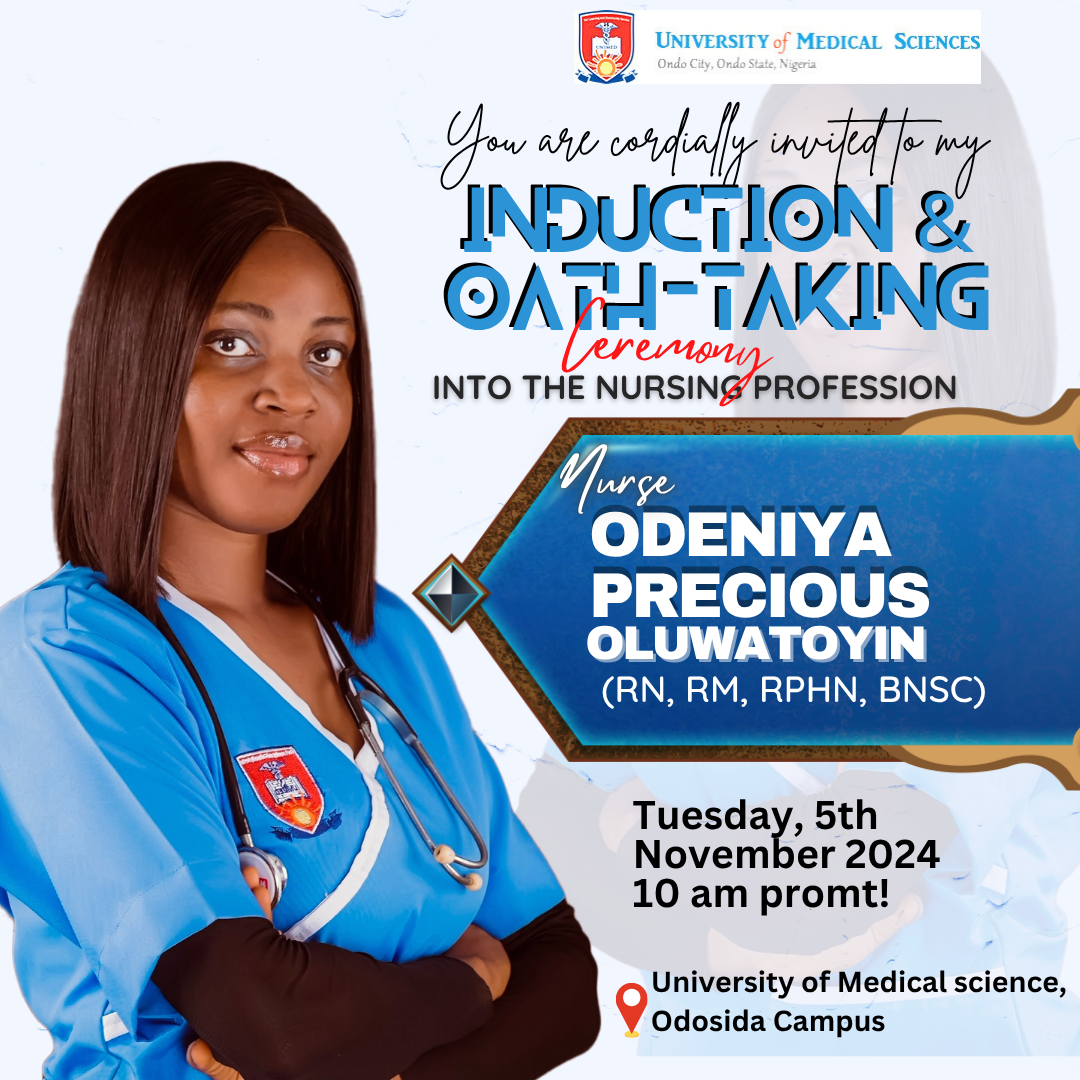 UNIMED
University of Medical Sciences
Ondo City, Ondo State, Nigeria
You are cordially invited to my
INDUCTION &
OATH-TAKING
Ceremony
INTO THE NURSING PROFESSION
Nurse
ODENIYA
PRECIOUS
OLUWATOYIN
(RN, RM, RPHN, BNSC)
Tuesday, 5th
November 2024
10 am promt!
University of Medical science,
Odosida Campus